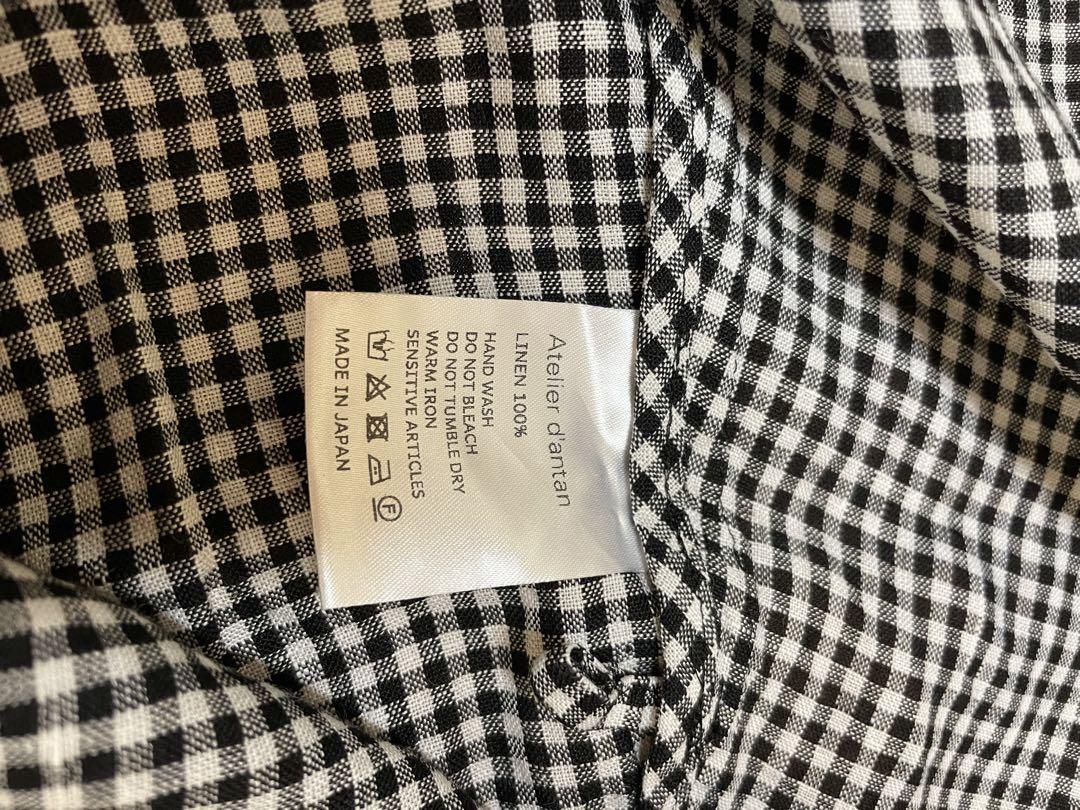 Atelier d'antan
LINEN 100%
HAND WASH
DO NOT BLEACH
DO NOT TUMBLE DRY
WARM IRON
SENSITIVE ARTICLES
F
MADE IN JAPAN